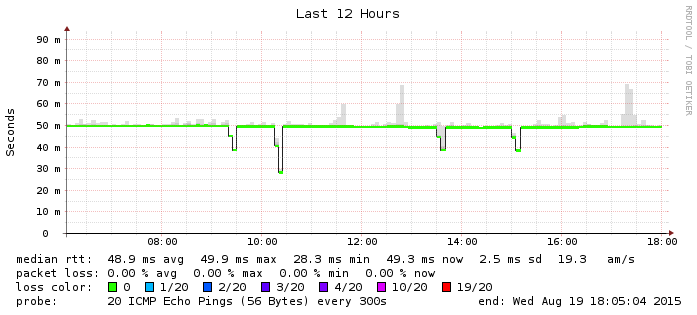 Last 12 Hours
RRDTOOL / TOBI OETIKER
Seconds
90 m
80 m
70 m
60 m
50 m
40 m
30 m
20 m
10 m
0
08:00 10:00 12:00 14:00 16:00 18:00
median rtt: 48.9 ms avg 49.9 ms max 28.3 ms min 49.3 ms now 2.5 ms sd 19.3 am/s
packet loss: 0.00 % avg 0.00 % max 0.00 % min 0.00 % now
loss color: 0 1/20 2/20 3/20 4/20 10/20 19/20
probe: 20 ICMP Echo Pings (56 Bytes) every 300s end: Wed Aug 19 18:05:04 2015